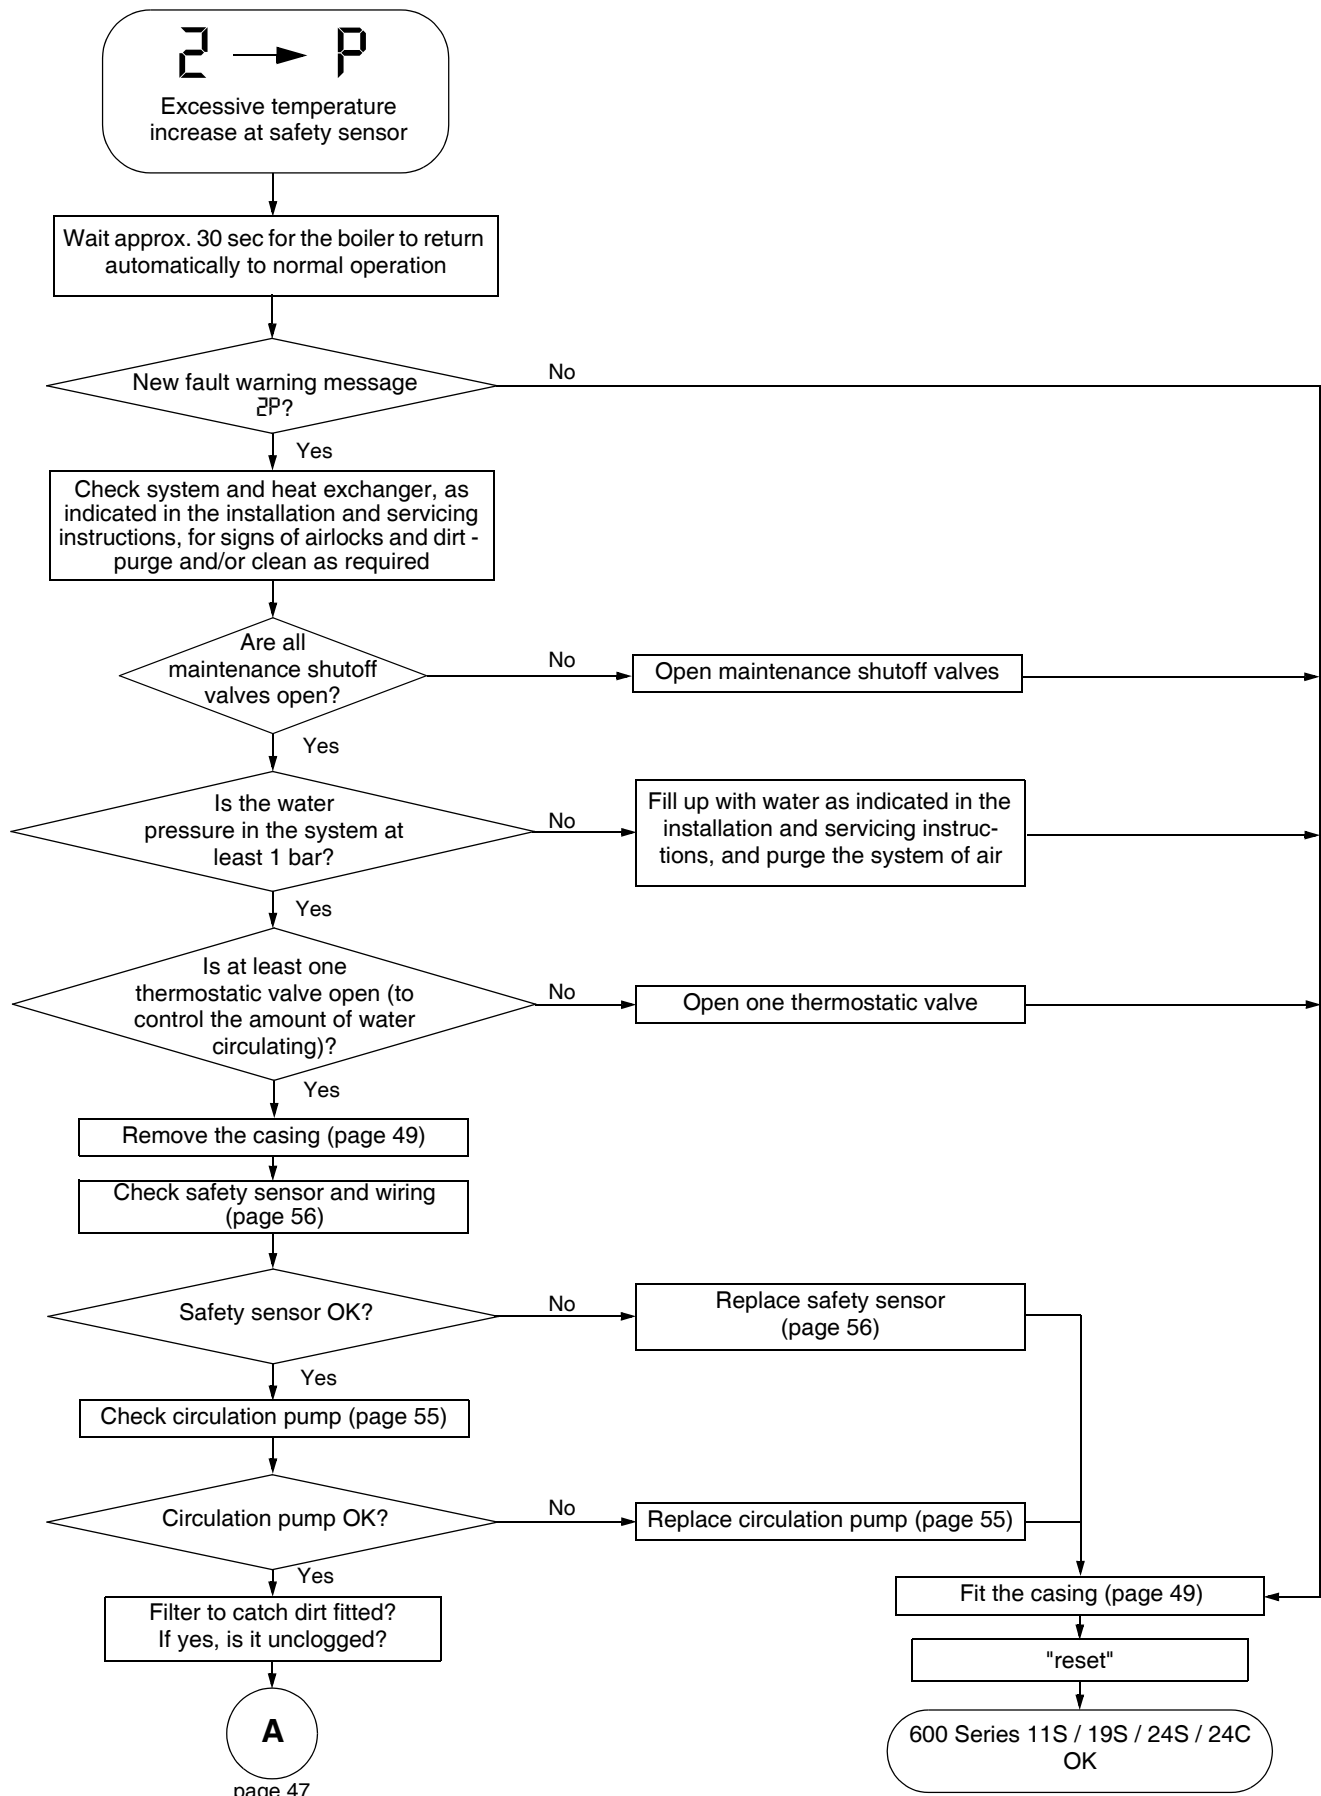 2 → P
Excessive temperature
increase at safety sensor
Wait approx. 30 sec for the boiler to return
automatically to normal operation
New fault warning message
2P?
No
Yes
Check system and heat exchanger, as
indicated in the installation and servicing
instructions, for signs of airlocks and dirt -
purge and/or clean as required
Are all
maintenance shutoff
valves open?
No
Open maintenance shutoff valves
Yes
Is the water
pressure in the system at
least 1 bar?
No
Fill up with water as indicated in the
installation and servicing instruc-
tions, and purge the system of air
Yes
Is at least one
thermostatic valve open (to
control the amount of water
circulating)?
No
Open one thermostatic valve
Yes
Remove the casing (page 49)
Check safety sensor and wiring
(page 56)
Safety sensor OK?
No
Replace safety sensor
(page 56)
Yes
Check circulation pump (page 55)
Circulation pump OK?
No
Replace circulation pump (page 55)
Yes
Filter to catch dirt fitted?
If yes, is it unclogged?
A
page 47
Fit the casing (page 49)
"reset"
600 Series 11S / 19S / 24S / 24C
OK